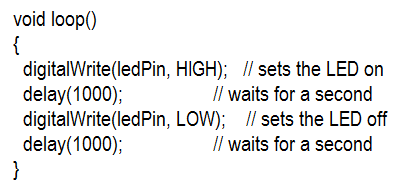 void loop()
{
digitalWrite(ledPin, HIGH); // sets the LED on
delay(1000); // waits for a second
digitalWrite(ledPin, LOW); // sets the LED off
delay(1000); // waits for a second
}